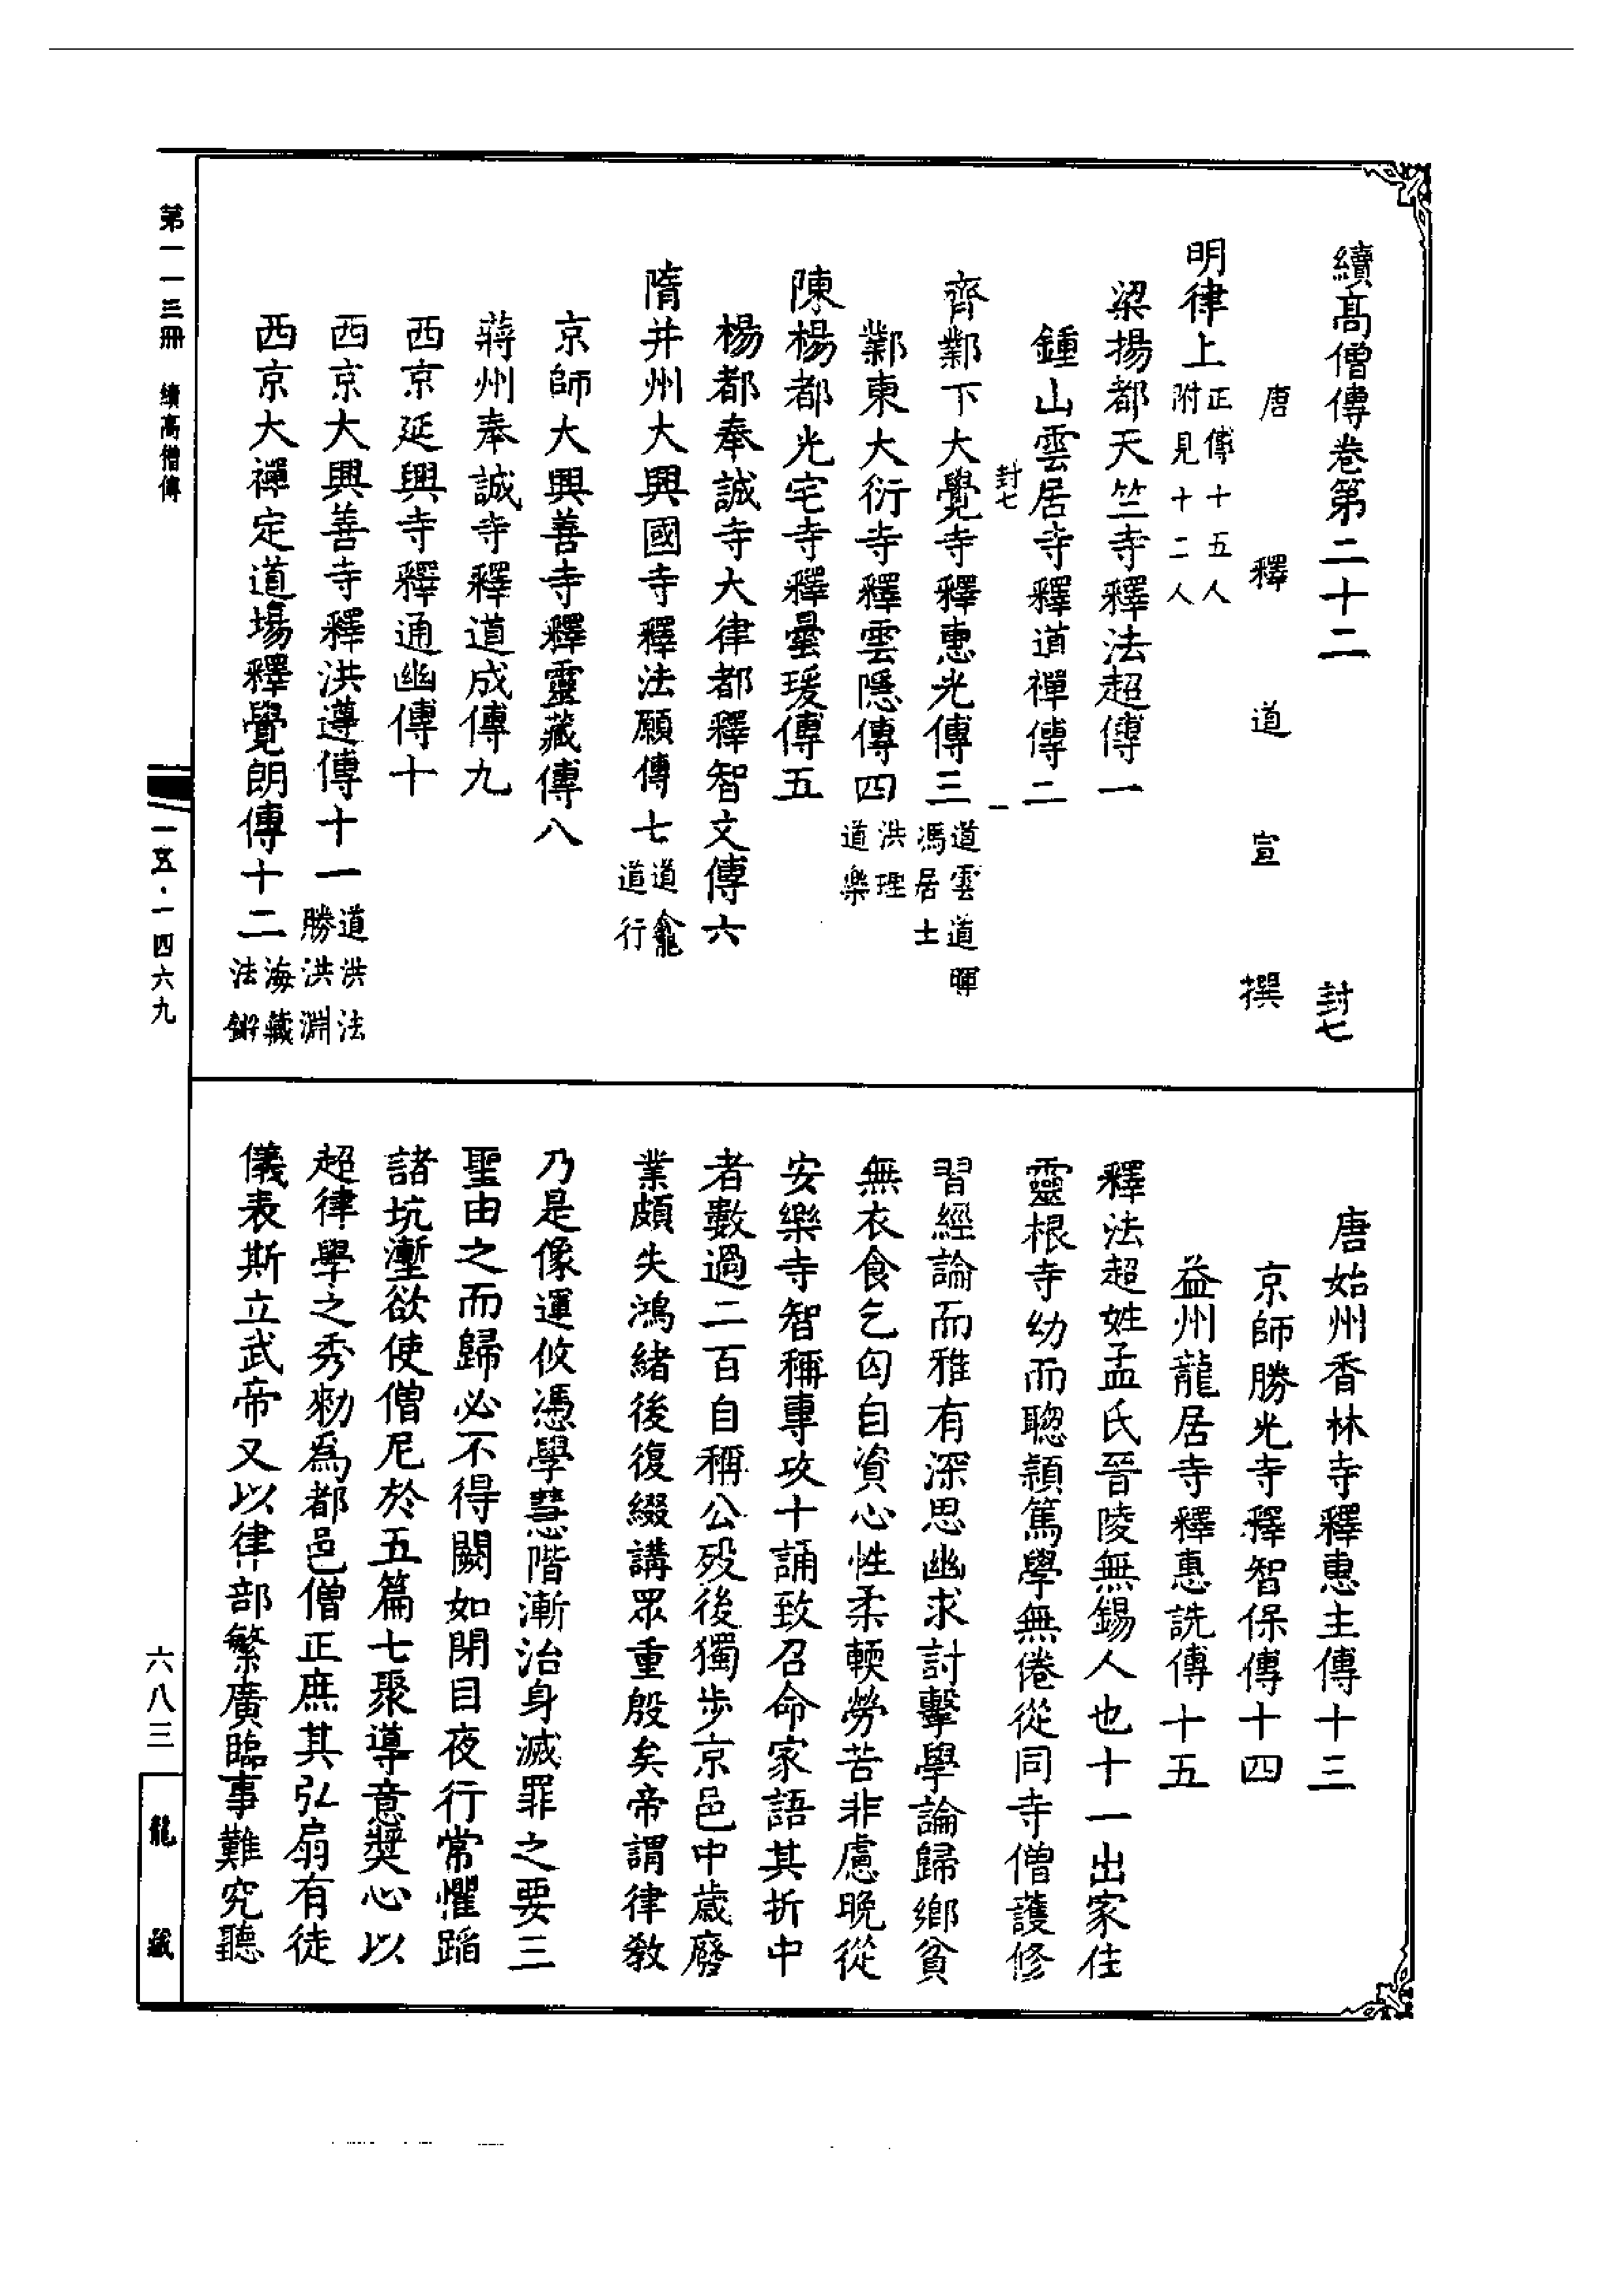 續高僧傳卷第二十二 封七
唐 釋 道 宣 撰
明律上 正傳十五人 附見十二人
梁揚都天竺寺釋法超傳一
鍾山雲居寺釋道禪傳二
封七 一
齊鄴下大覺寺釋惠光傳三 道雲道暉 馮居士
鄴東大衍寺釋雲隱傳四 洪理 道樂
陳楊都光宅寺釋曇瑗傳五
楊都奉誠寺大律都釋智文傳六
隋并州大興國寺釋法願傳七 道龕 道行
京師大興善寺釋靈藏傳八
蔣州奉誠寺釋道成傳九
西京延興寺釋通幽傳十
西京大興善寺釋洪遵傳十一 道洪法 勝洪淵
西京大禪定道場釋覺朗傳十二 海藏 法鏘
唐始州香林寺釋惠主傳十三
京師勝光寺釋智保傳十四
益州龍居寺釋惠詵傳十五
釋法超姓孟氏晉陵無錫人也十一出家住
靈根寺幼而聰穎篤學無倦從同寺僧護修
習經論而雅有深思幽求討擊學論歸鄉貧
無衣食乞匃自資心性柔輭勞苦非慮晚從
安樂寺智稱專攻十誦致召命家語其折中
者數過二百自稱公殁後獨步京邑中歲廢
業頗失鴻緒後復綴講眾重殷矣帝謂律教
乃是像運攸憑學慧階漸治身滅罪之要三
聖由之而歸必不得闕如閉目夜行常懼蹈
諸坑塹欲使僧尼於五篇七聚導意奬心以
超律學之秀勑爲都邑僧正庶其弘扇有徒
儀表斯立武帝又以律部繁廣臨事難究聽
第一一三冊 續高僧傳
一五·一四六九
六八三
龍藏